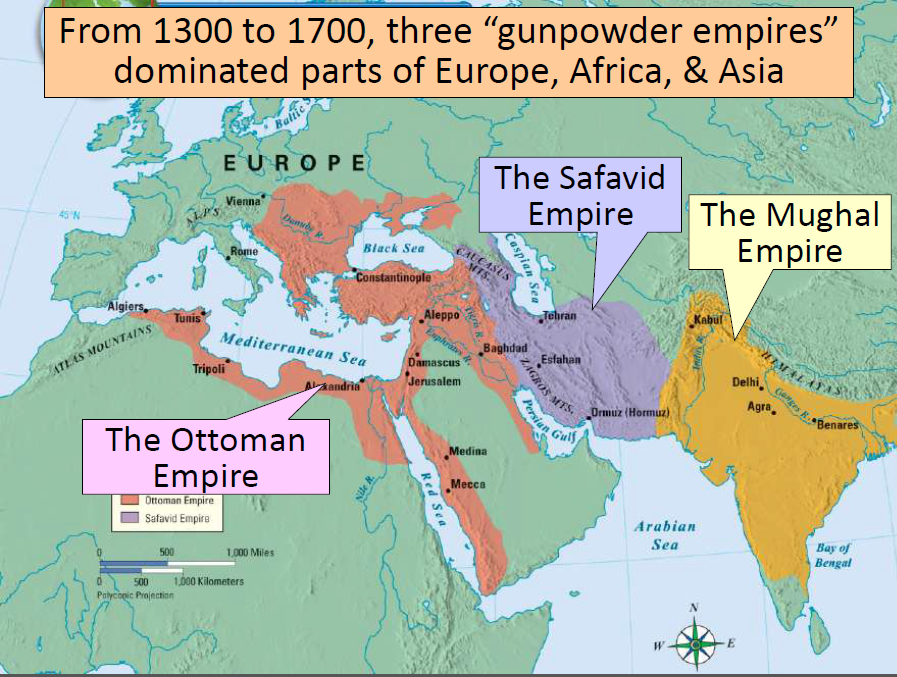 From 1300 to 1700, three “gunpowder empires”
dominated parts of Europe, Africa, & Asia
Baltic
EUROPE
The Safavid
Empire
The Mughal
Empire
Vienna
ALPS
45°N
Danube R.
Rome
Black Sea
CAUCASUS
MTS.
Caspian Sea
Constantinople
Algiers
Tunis
Aleppo
Tigris R.
Tehran
Kabul
Indus R.
ATLAS MOUNTAINS
Mediterranean Sea
Euphrates R.
Baghdad
Esfahan
HIMALAYAS
Tripoli
Damascus
ZAGROS MTS.
Delhi
Alexandria
Jerusalem
Agra
Ganges R.
Persian Gulf
Ormuz (Hormuz)
Benares
The Ottoman
Empire
Medina
Nile R.
Red Sea
Mecca
Ottoman Empire
Safavid Empire
Arabian
Sea
Bay of
Bengal
0 500 1,000 Miles
0 500 1,000 Kilometers
Polyconic Projection
N
W E